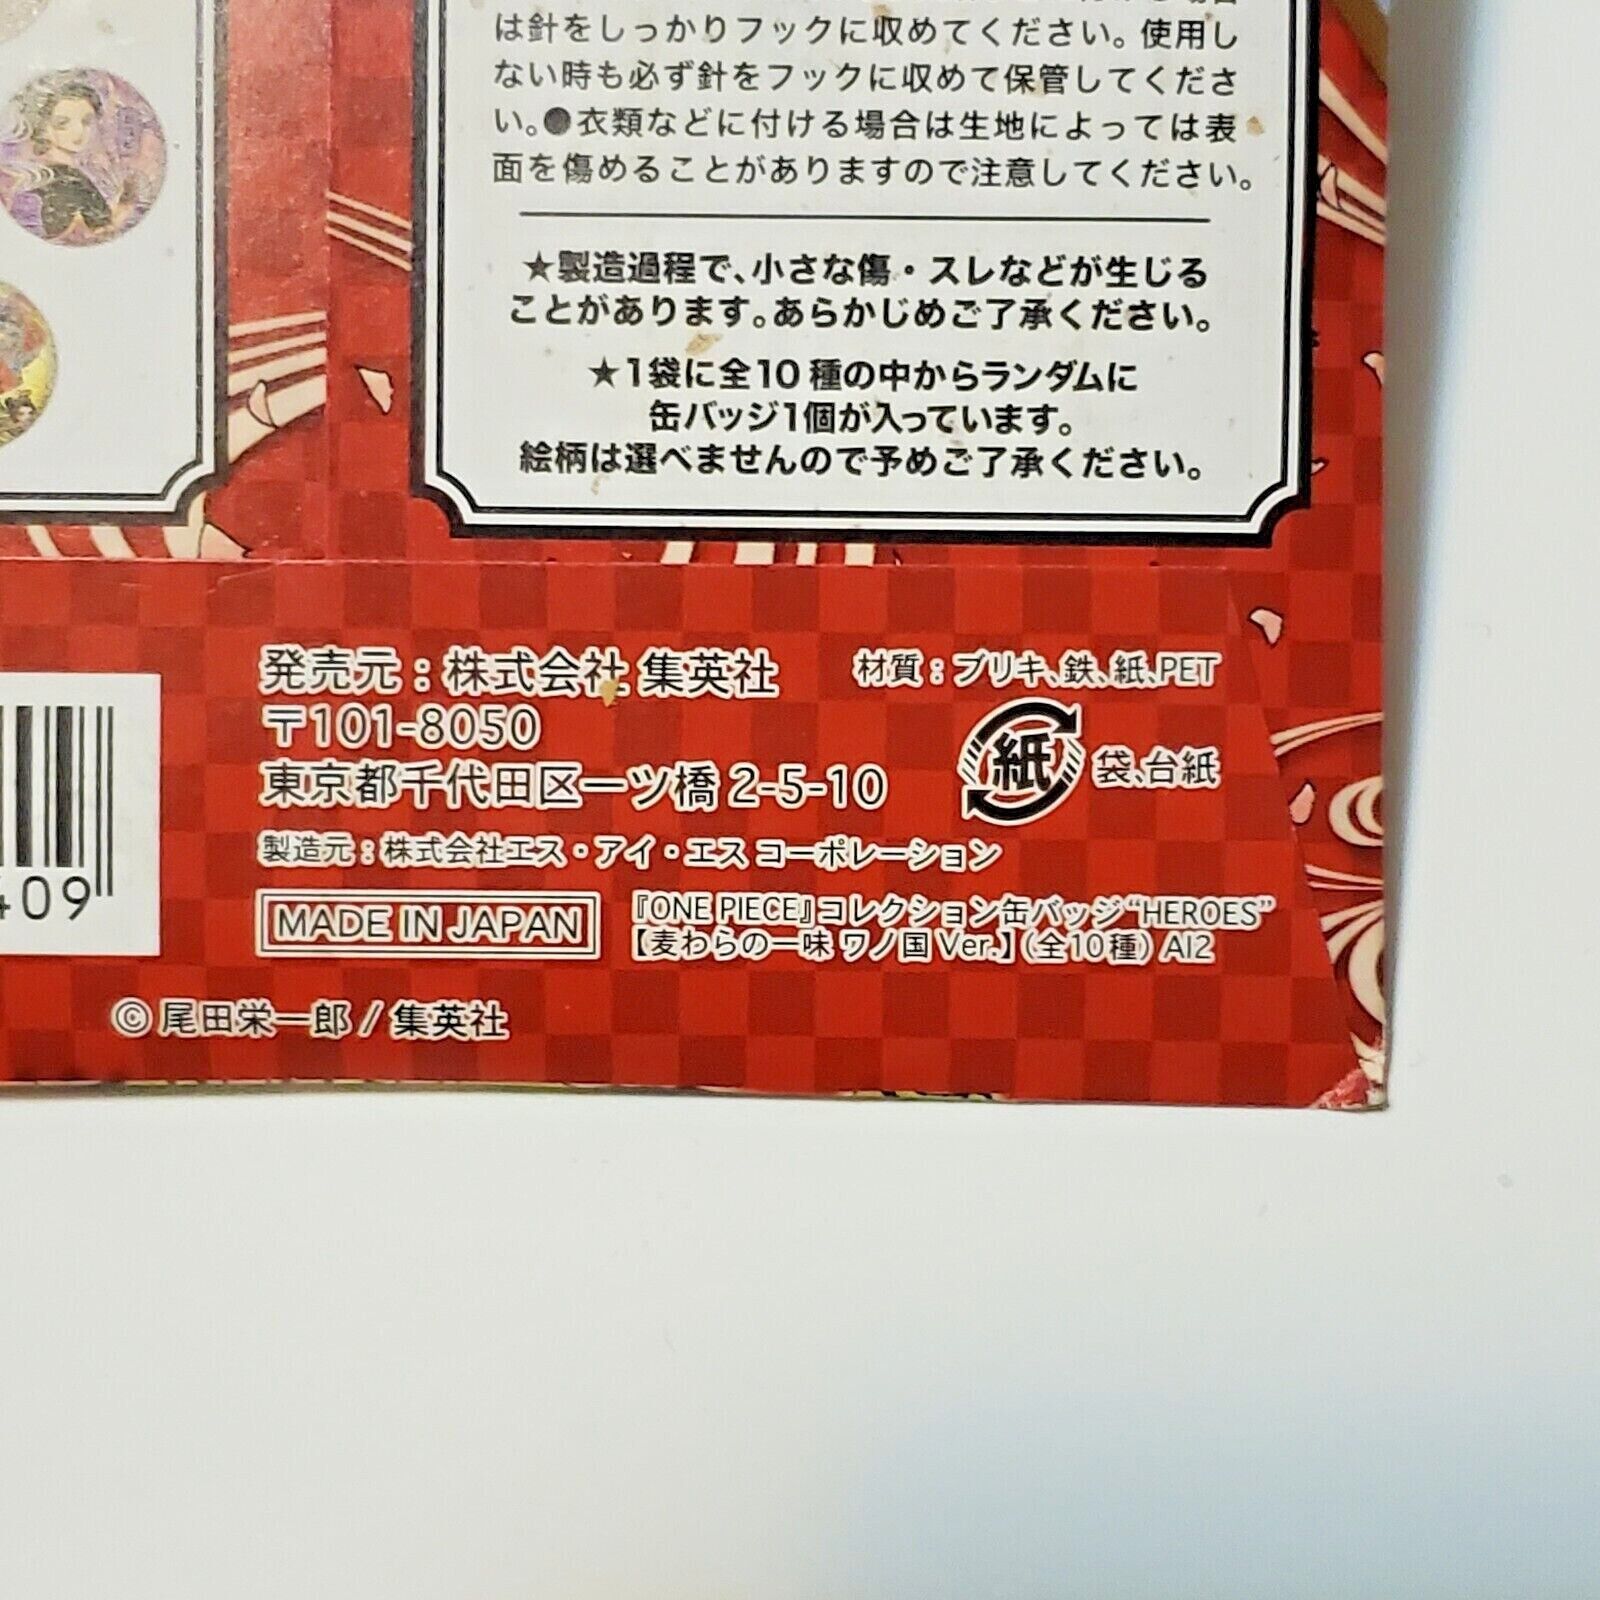 は針をしっかりフックに収めてください。使用し
ない時も必ず針をフックに収めて保管してくださ
い。●衣類などに付ける場合は生地によっては表
面を傷めることがありますので注意してください。
★製造過程で、小さな傷・スレなどが生じる
ことがあります。あらかじめご了承ください。
★1袋に全10種の中からランダムに
缶バッジ1個が入っています。
絵柄は選べませんので予めご了承ください。
発売元:株式会社 集英社
〒101-8050
東京都千代田区一ツ橋2-5-10
製造元:株式会社エス・アイ・エス コーポレーション
材質:ブリキ、鉄、紙、PET
紙 袋、台紙
409
MADE IN JAPAN
『ONE PIECE』コレクション缶バッジ“HEROES”
【麦わらの一味 ワノ国 Ver.】(全10種) AI2
©尾田栄一郎/集英社